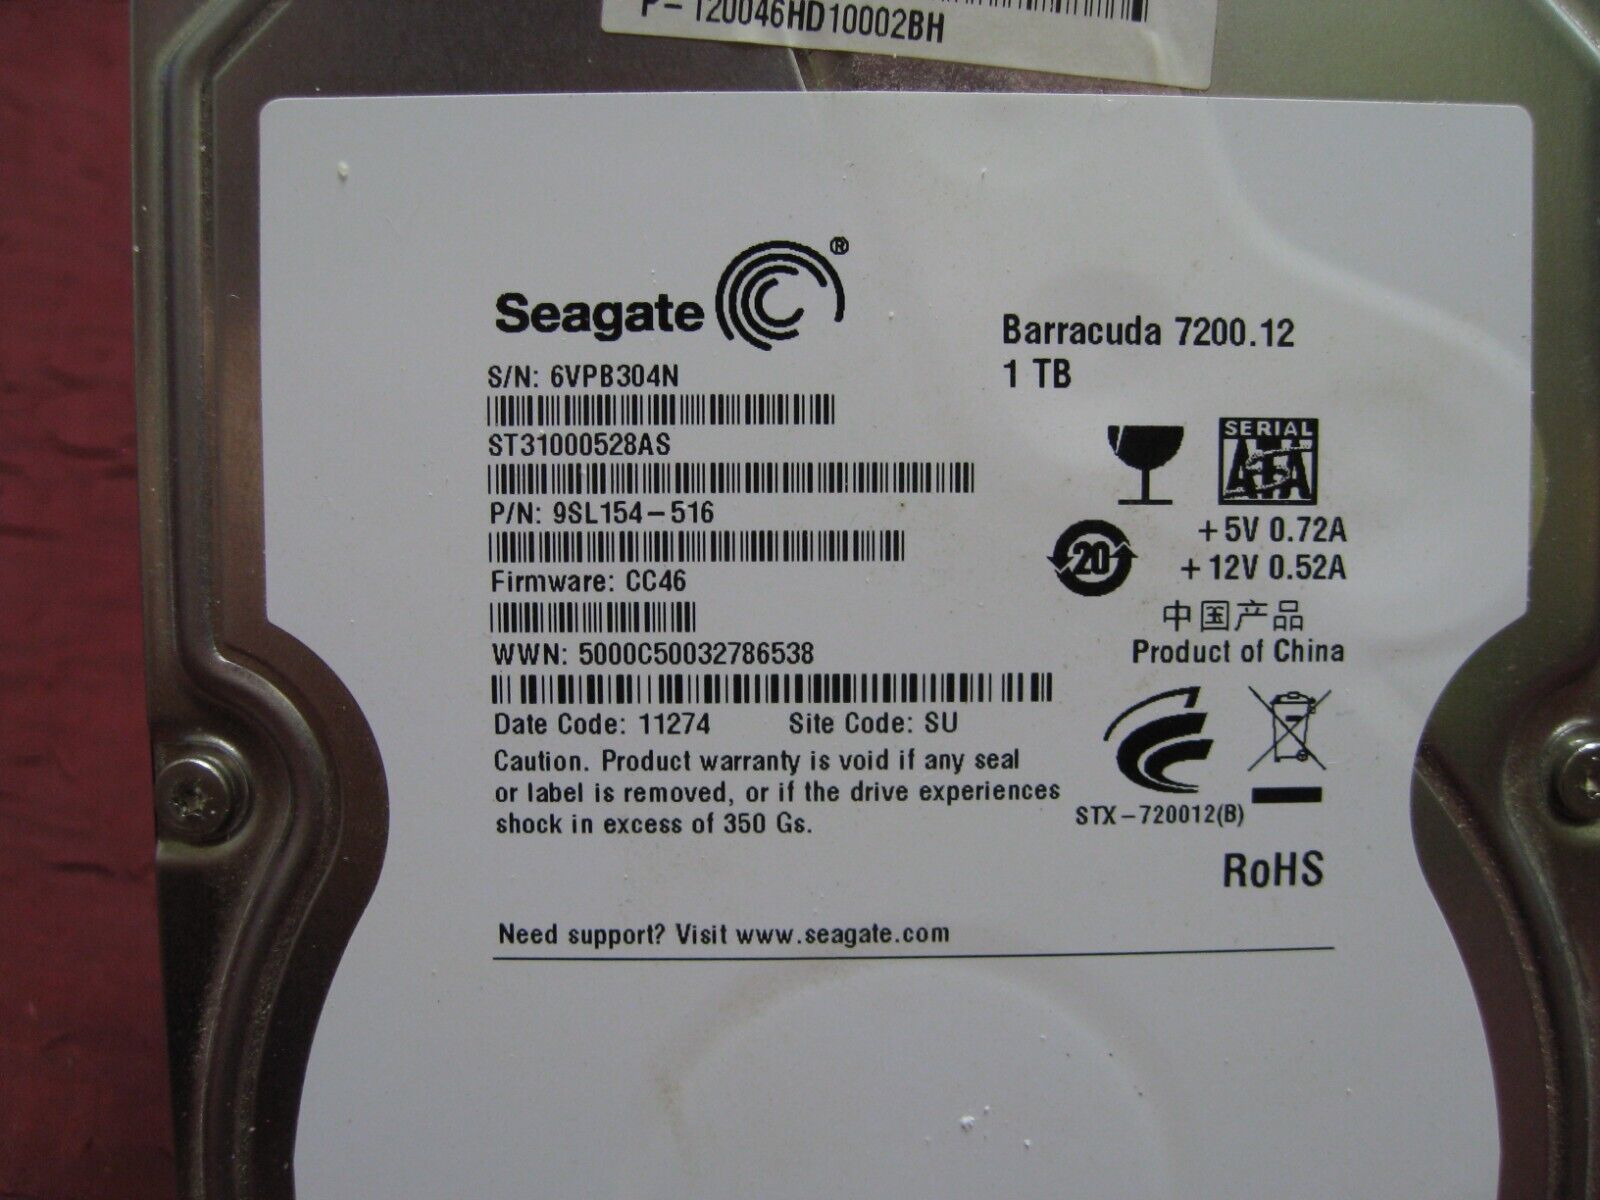 P-120046HD10002BH
Seagate®
Barracuda 7200.12
1 TB
S/N: 6VPB304N
ST31000528AS
SERIAL
ATA
P/N: 9SL154-516
+5V 0.72A
20
+12V 0.52A
Firmware: CC46
中国产品
WWN: 5000C50032786538
Product of China
Date Code: 11274 Site Code: SU
Caution. Product warranty is void if any seal
or label is removed, or if the drive experiences
shock in excess of 350 Gs.
STX-720012(B)
RoHS
Need support? Visit www.seagate.com